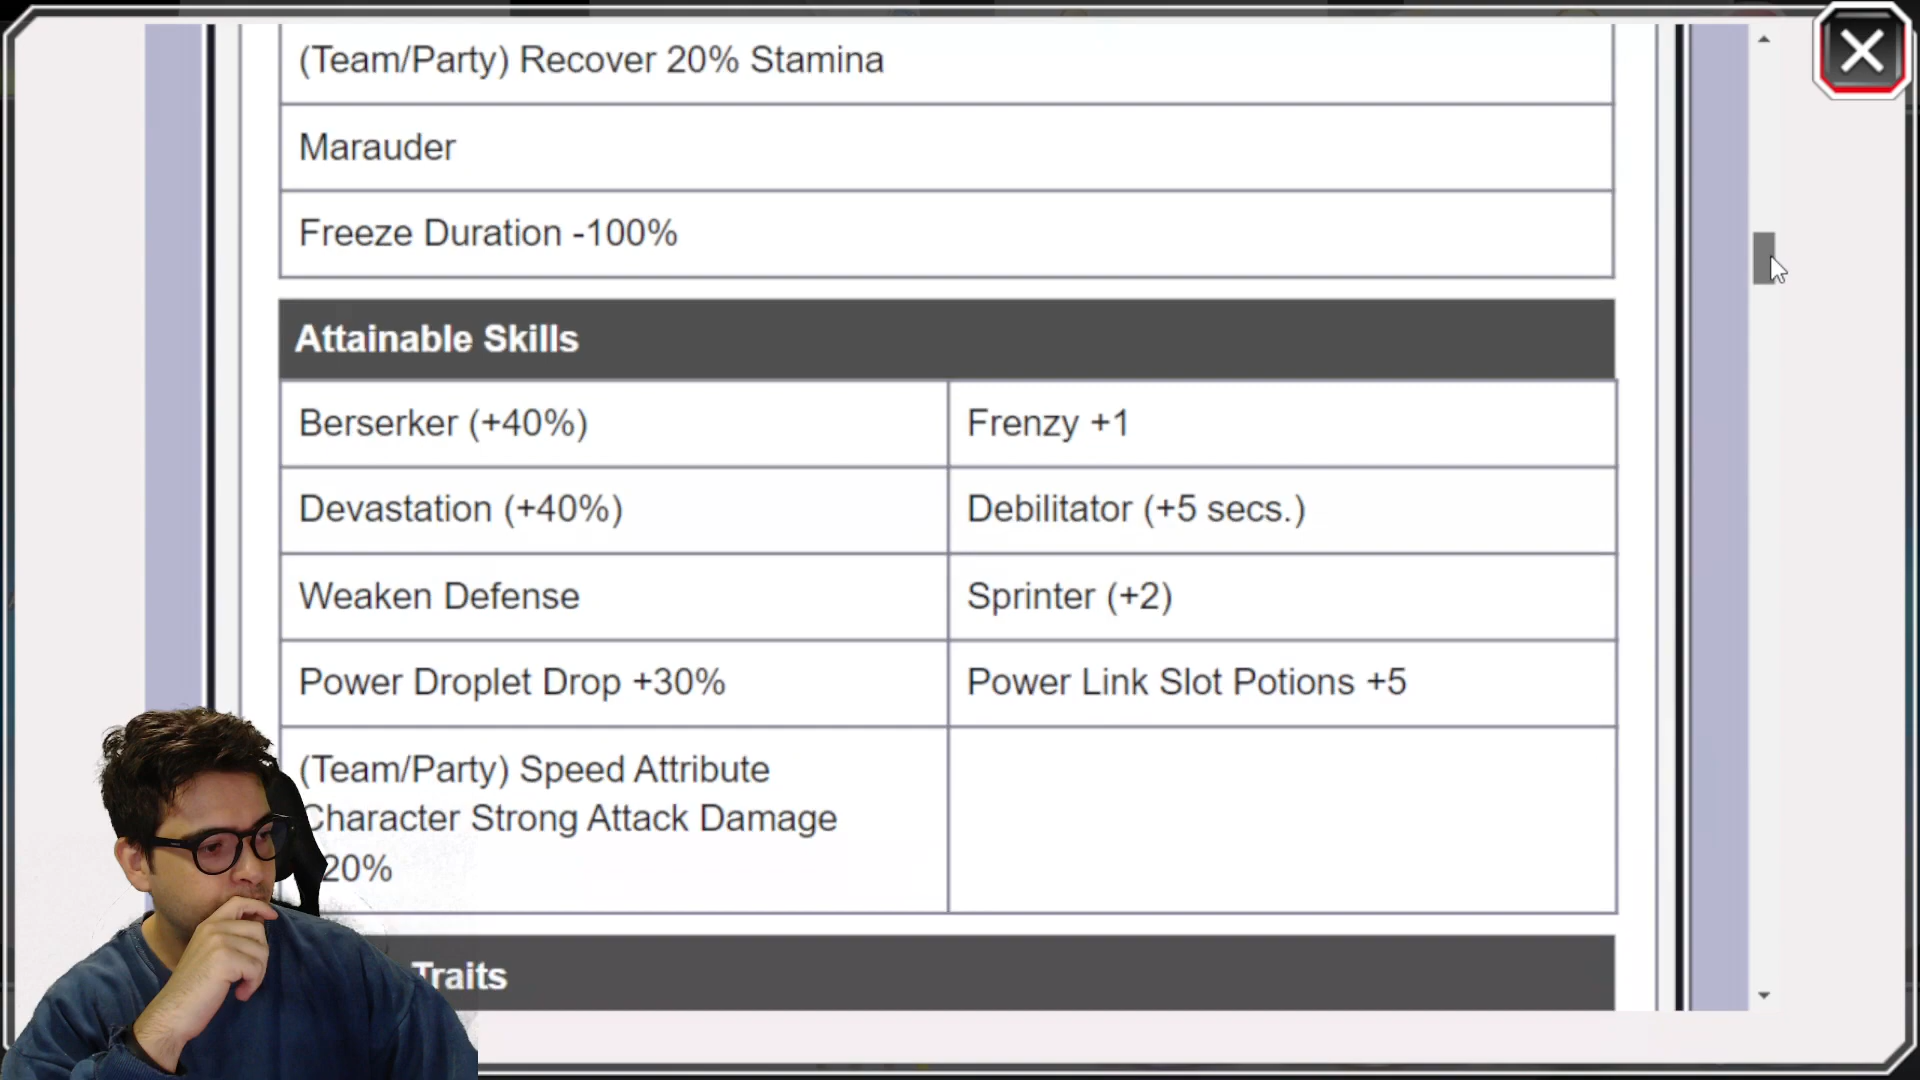 (Team/Party) Recover 20% Stamina
Marauder
Freeze Duration -100%
Attainable Skills
Berserker (+40%)
Frenzy +1
Devastation (+40%)
Debilitator (+5 secs.)
Weaken Defense
Sprinter (+2)
Power Droplet Drop +30%
Power Link Slot Potions +5
(Team/Party) Speed Attribute
Character Strong Attack Damage
20%
Traits